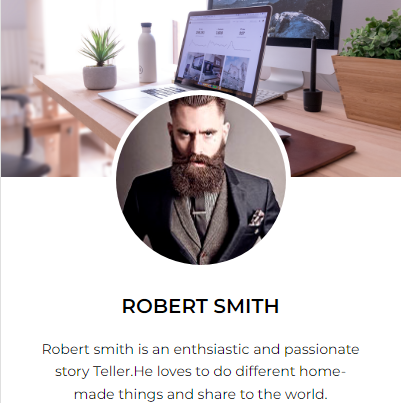 ROBERT SMITH
Robert smith is an enthsiastic and passionate
story Teller.He loves to do different home-
made things and share to the world.